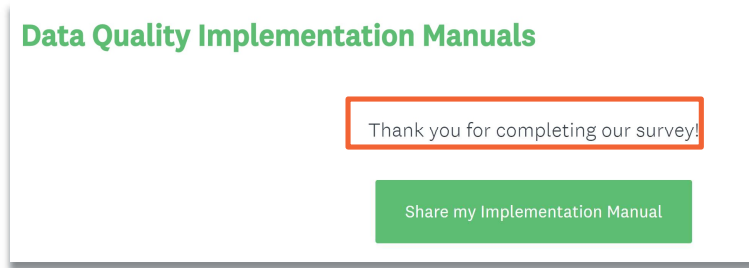 Data Quality Implementation Manuals
Thank you for completing our survey!
Share my Implementation Manual